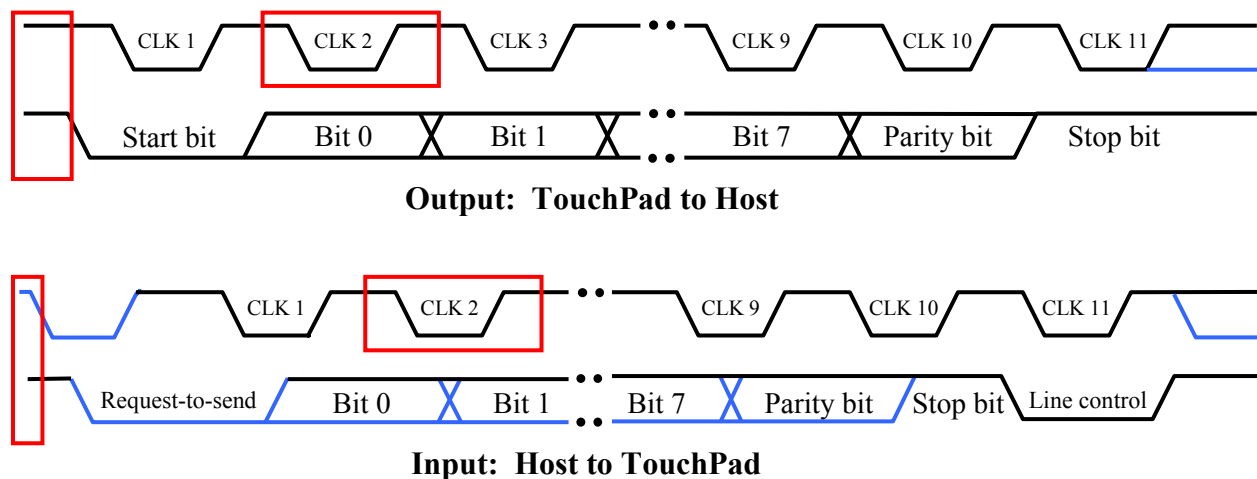 CLK 1 CLK 2 CLK 3 CLK 9 CLK 10 CLK 11
Start bit Bit 0 Bit 1 Bit 7 Parity bit Stop bit
Output: TouchPad to Host
CLK 1 CLK 2 CLK 9 CLK 10 CLK 11
Request-to-send Bit 0 Bit 1 Bit 7 Parity bit Stop bit Line control
Input: Host to TouchPad